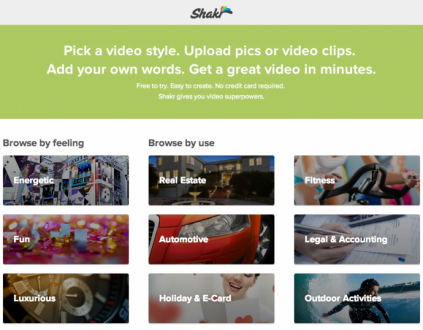 Shakr
Pick a video style. Upload pics or video clips.
Add your own words. Get a great video in minutes.
Free to try. Easy to create. No credit card required.
Shakr gives you video superpowers.
Browse by feeling
Browse by use
Energetic
Real Estate
Fitness
Fun
Automotive
Legal & Accounting
Luxurious
Holiday & E-Card
Outdoor Activities